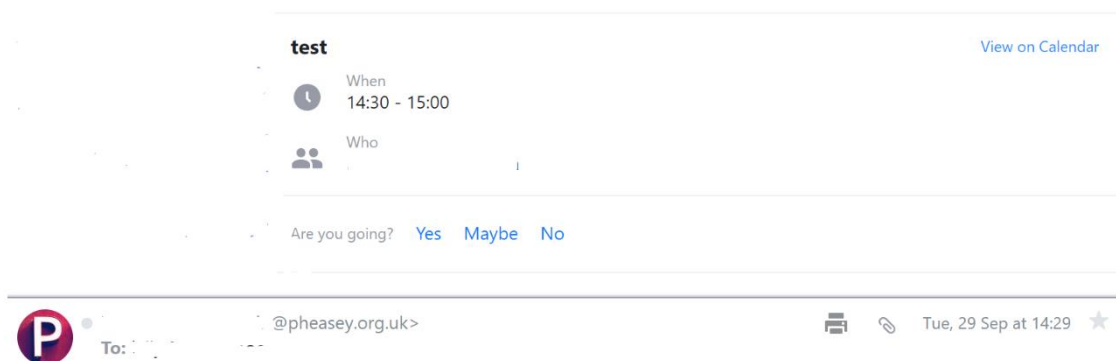 test
View on Calendar
When
14:30 - 15:00
Who
Are you going? Yes Maybe No
P
@pheasey.org.uk>
Tue, 29 Sep at 14:29
To: